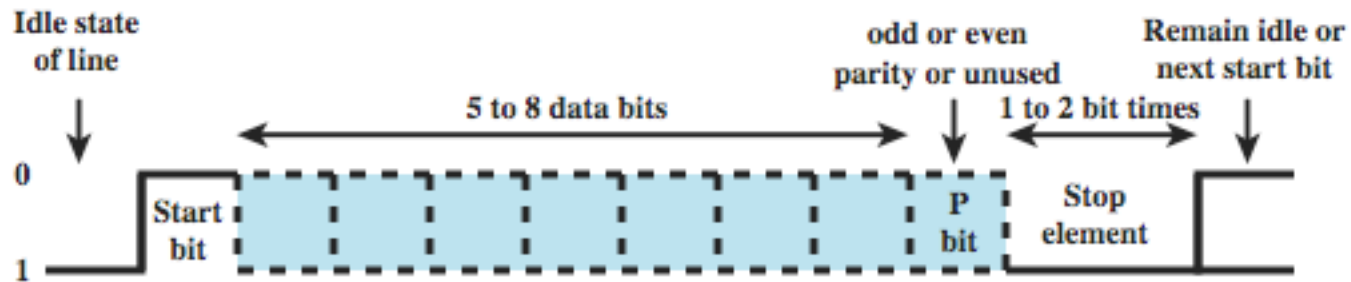 Idle state
of line
odd or even
parity or unused
Remain idle or
next start bit
5 to 8 data bits
1 to 2 bit times
0
Start
bit
P
bit
Stop
element
1